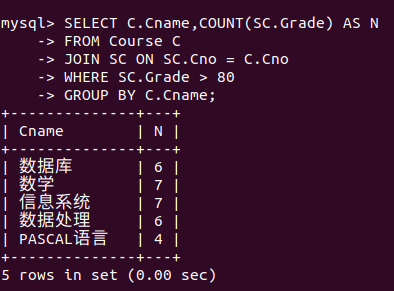 mysql> SELECT C.Cname,COUNT(SC.Grade) AS N
    -> FROM Course C
    -> JOIN SC ON SC.Cno = C.Cno
    -> WHERE SC.Grade > 80
    -> GROUP BY C.Cname;
+--------------+---+
| Cname        | N |
+--------------+---+
| 数据库       | 6 |
| 数学         | 7 |
| 信息系统     | 7 |
| 数据处理     | 6 |
| PASCAL语言   | 4 |
+--------------+---+
5 rows in set (0.00 sec)